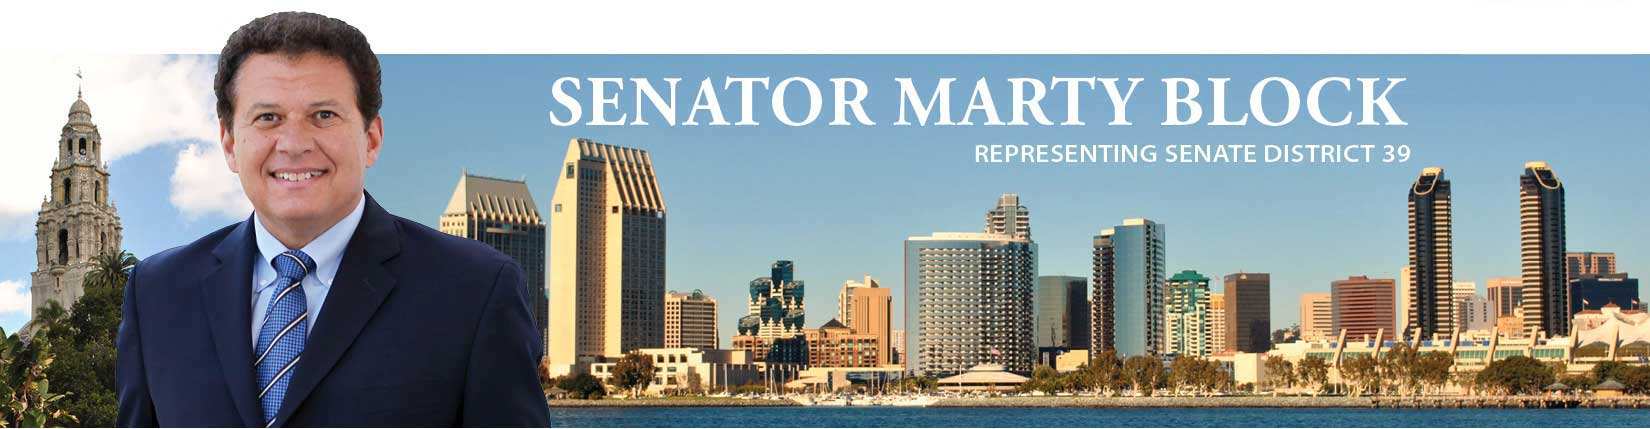 SENATOR MARTY BLOCK
REPRESENTING SENATE DISTRICT 39